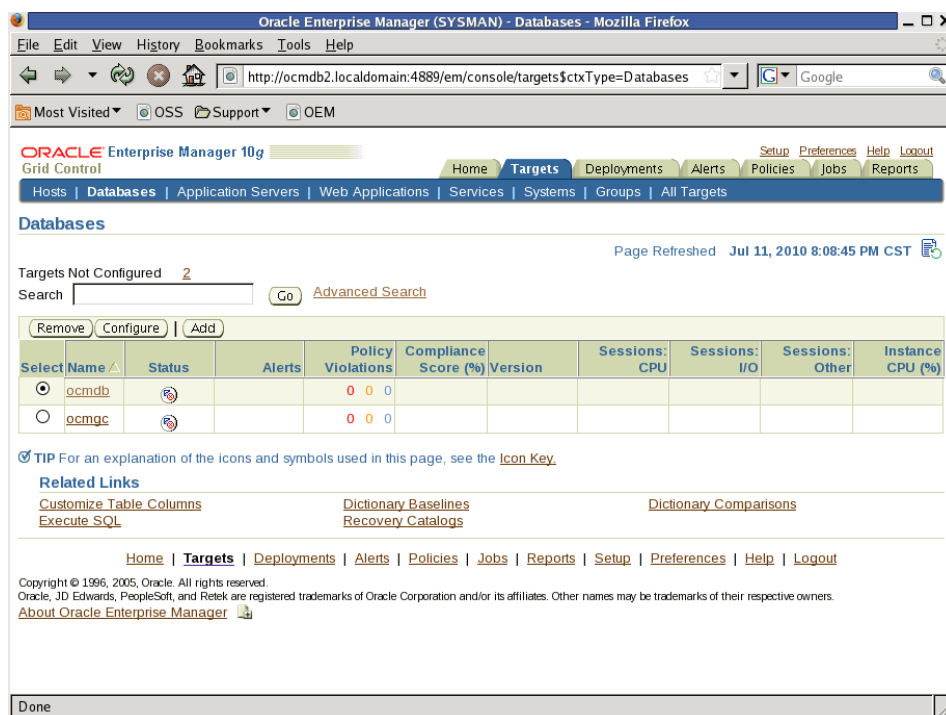 Oracle Enterprise Manager (SYSMAN) - Databases - Mozilla Firefox
File Edit View History Bookmarks Tools Help
http://ocmdb2.localdomain:4889/em/console/targets$ctxType=Databases
G Google
Most Visited OSS Support OEM
ORACLE Enterprise Manager 10g
Grid Control
Setup Preferences Help Logout
Home Targets Deployments Alerts Policies Jobs Reports
Hosts | Databases | Application Servers | Web Applications | Services | Systems | Groups | All Targets
Databases
Page Refreshed Jul 11, 2010 8:08:45 PM CST
Targets Not Configured 2
Search Go Advanced Search
Remove Configure | Add
Select Name Status Alerts Policy Violations Compliance Score (%) Version Sessions: CPU Sessions: I/O Sessions: Other Instance CPU (%)
ocmdb 0 0 0
ocmgc 0 0 0
TIP For an explanation of the icons and symbols used in this page, see the Icon Key.
Related Links
Customize Table Columns Dictionary Baselines Dictionary Comparisons
Execute SQL Recovery Catalogs
Home | Targets | Deployments | Alerts | Policies | Jobs | Reports | Setup | Preferences | Help | Logout
Copyright © 1996, 2005, Oracle. All rights reserved.
Oracle, JD Edwards, PeopleSoft, and Retek are registered trademarks of Oracle Corporation and/or its affiliates. Other names may be trademarks of their respective owners.
About Oracle Enterprise Manager
Done